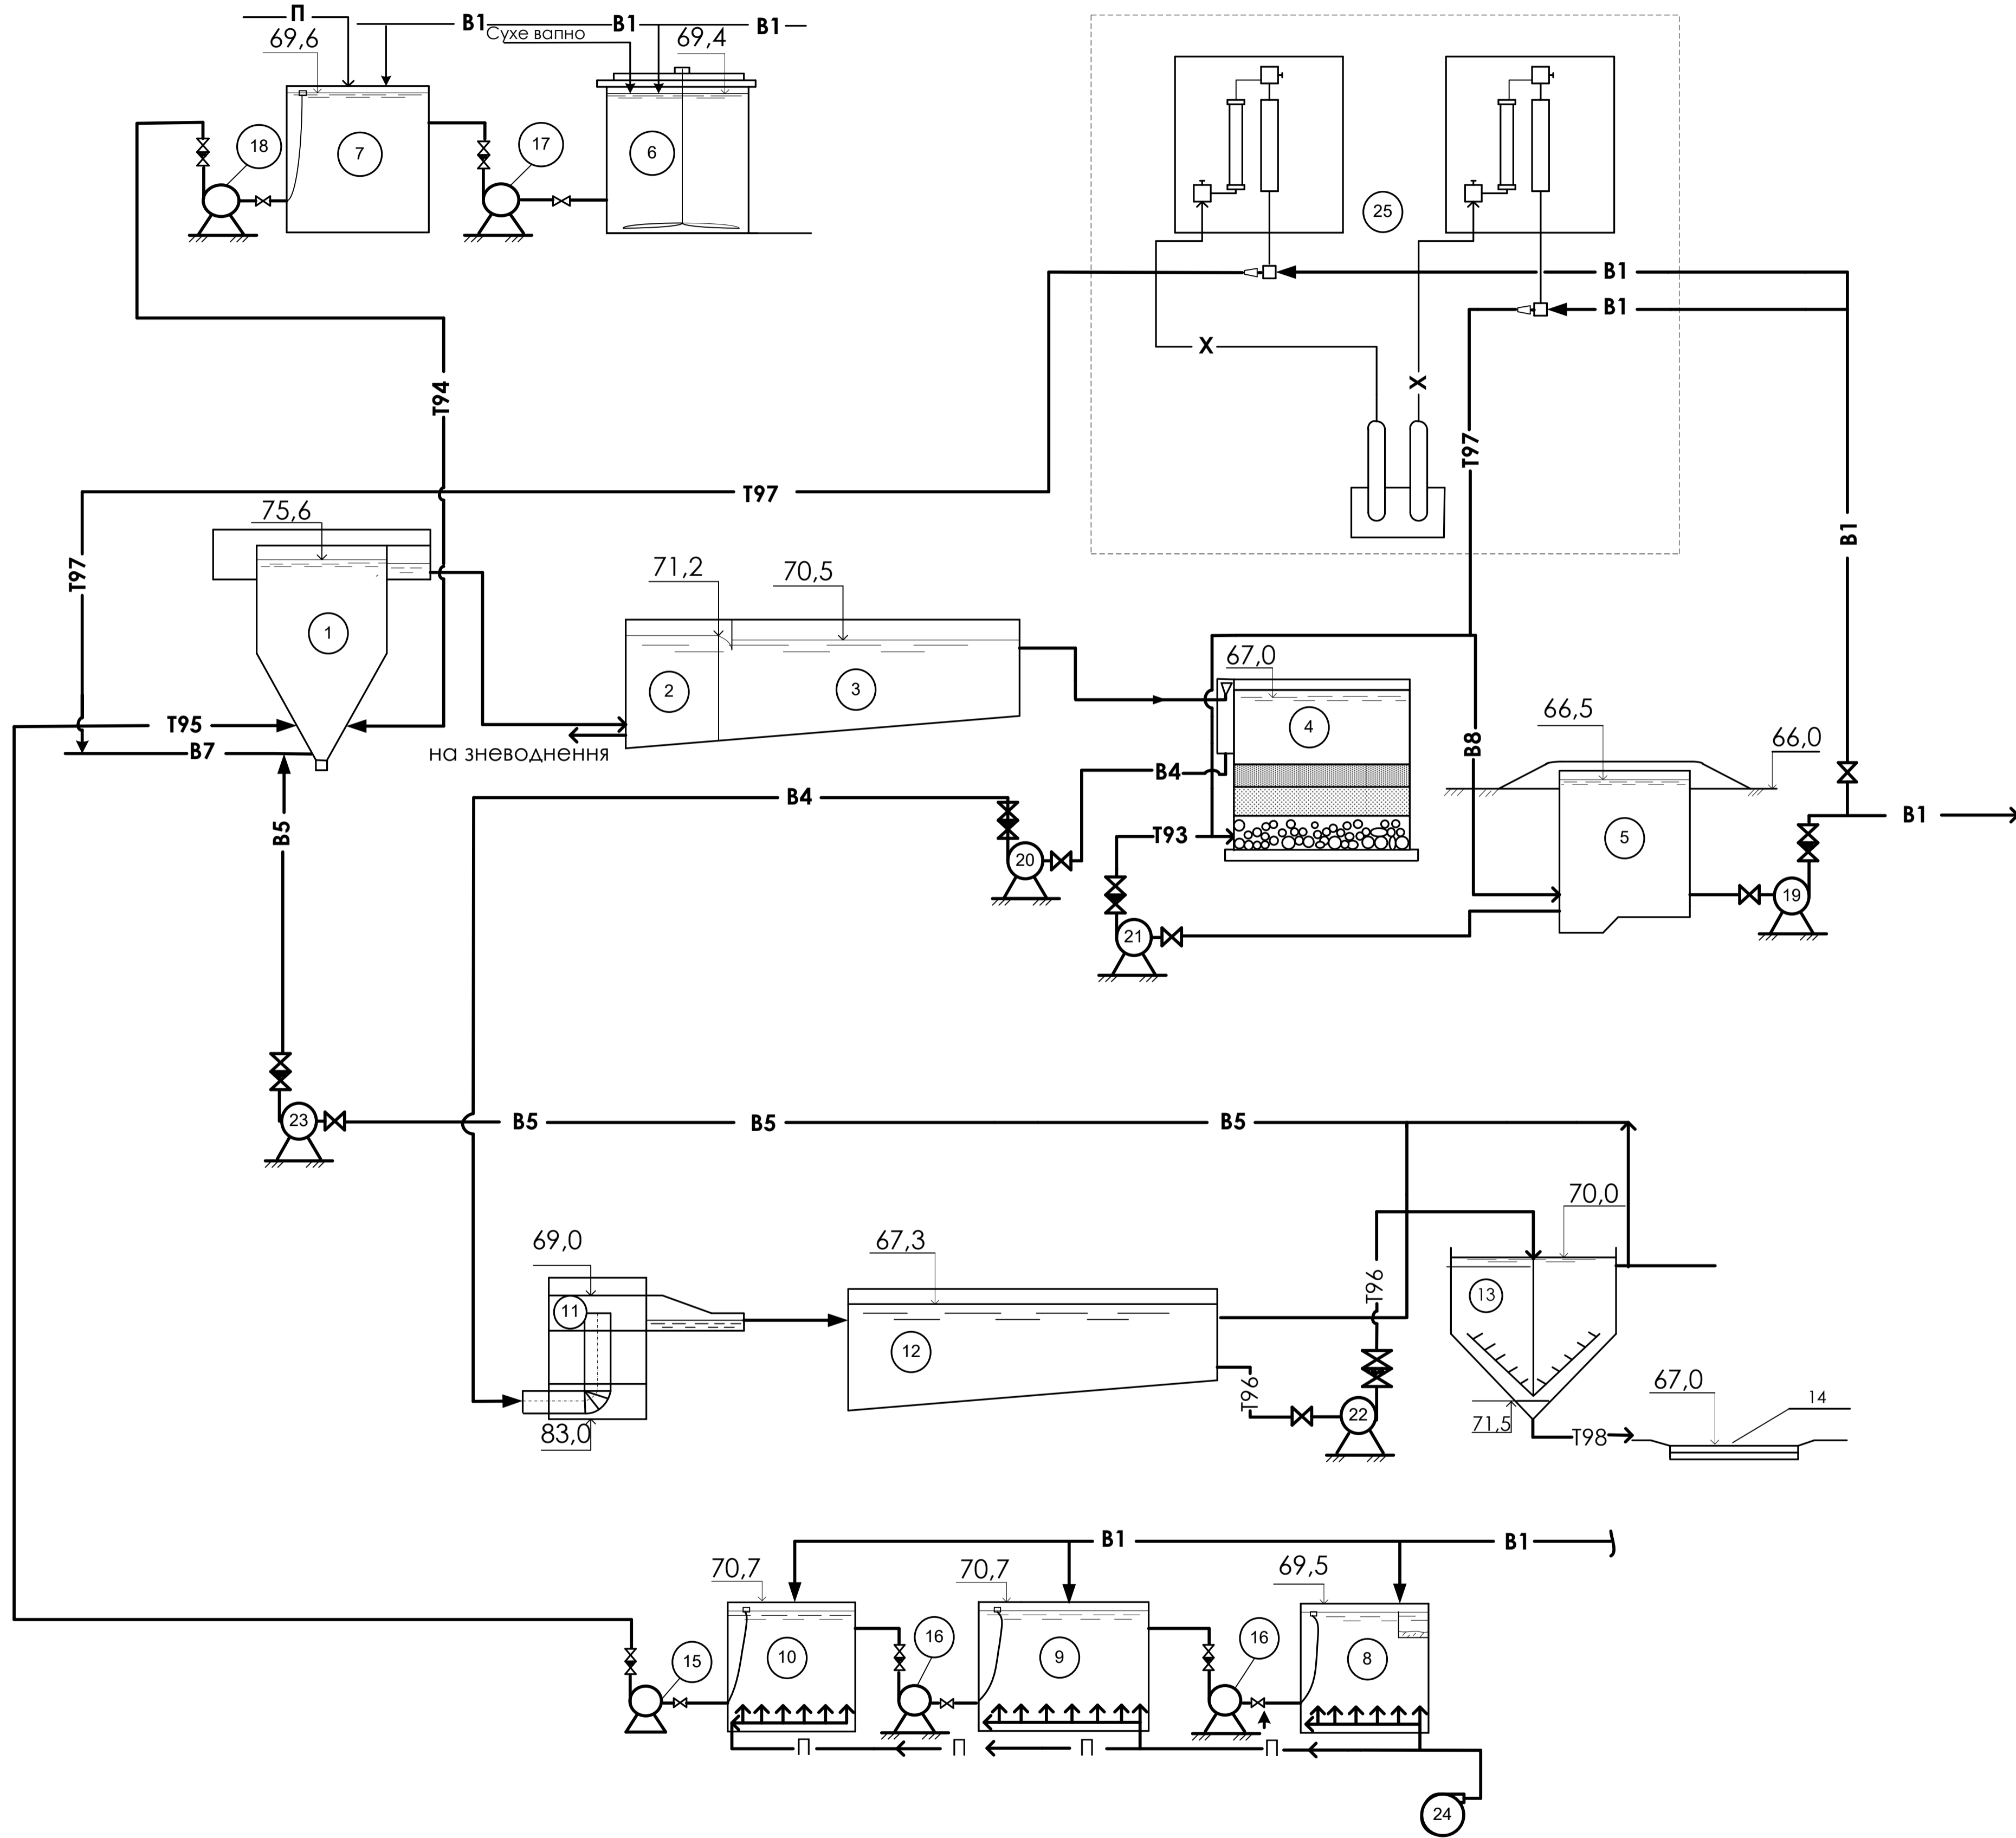 П
В1
В1
В1
69,6
Сухе вапно
69,4
18
7
17
6
25
В1
В1
Х
Х
Т94
Т97
Т97
В1
75,6
Т97
71,2
70,5
1
2
3
67,0
4
66,5
66,0
Т95
В7
на зневоднення
В4
В4
В8
В5
Т93
5
В1
20
19
21
23
В5
В5
В5
69,0
67,3
70,0
11
12
Т96
13
Т96
22
83,0
67,0
14
71,5
Т98
В1
В1
70,7
70,7
69,5
15
10
16
9
16
8
П
П
П
П
24